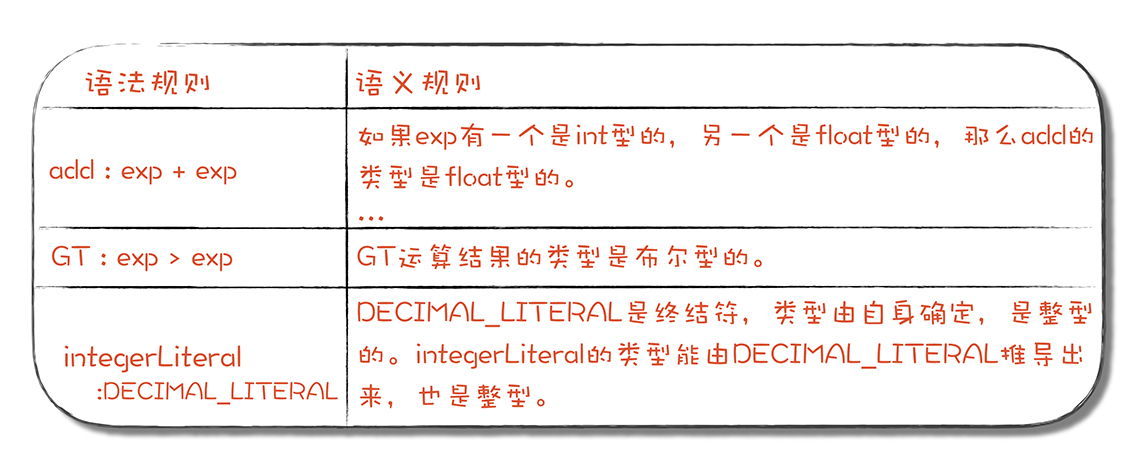 语法规则
语义规则
add : exp + exp
如果exp有一个是int型的，另一个是float型的，那么add的
类型是float型的。
...
GT : exp > exp
GT运算结果的类型是布尔型的。
integerLiteral
:DECIMAL_LITERAL
DECIMAL_LITERAL是终结符，类型由自身确定，是整型
的。integerLiteral的类型能由DECIMAL_LITERAL推导出
来，也是整型。